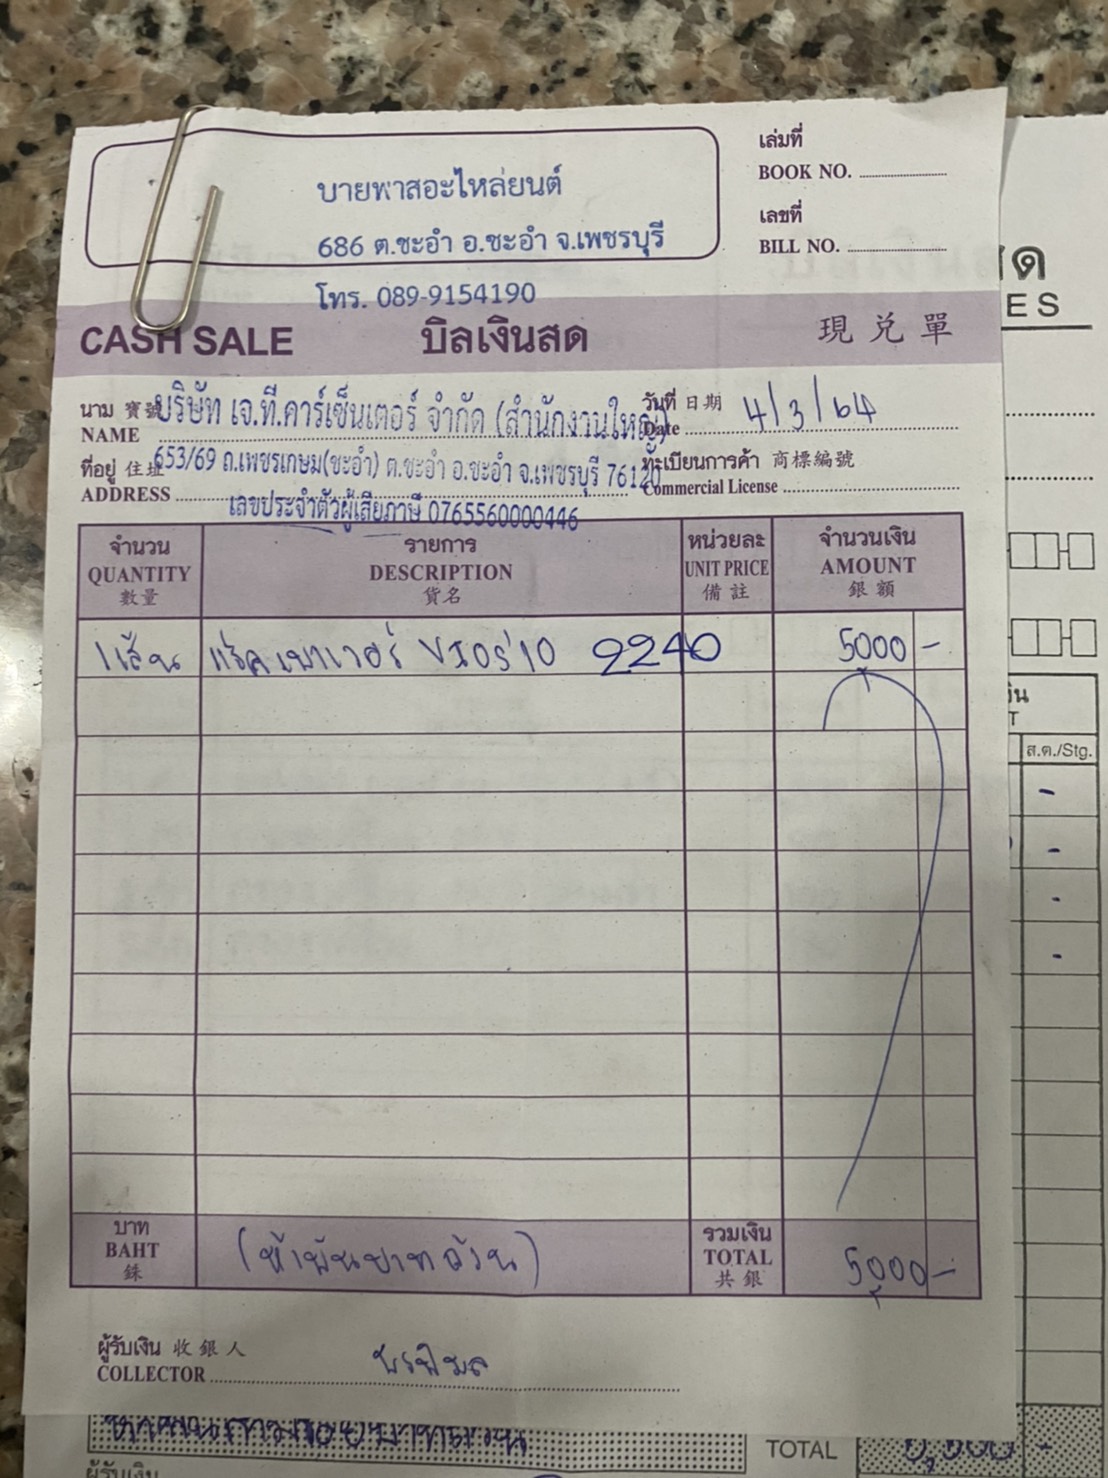 บายพาสอะไหล่ยนต์
686 ต.ชะอำ อ.ชะอำ จ.เพชรบุรี
โทร. 089-9154190
เล่มที่
BOOK NO.
เลขที่
BILL NO.
CASH SALE บิลเงินสด 現兌單
นาม 寶號 บริษัท เจ.ที.คาร์เซ็นเตอร์ จำกัด (สำนักงานใหญ่)
NAME
วันที่ 日期 4/3/64
Date
ที่อยู่ 住址 653/69 ถ.เพชรเกษม(ชะอำ) ต.ชะอำ อ.ชะอำ จ.เพชรบุรี 76120
ADDRESS
ทะเบียนการค้า 商標編號
Commercial License
เลขประจำตัวผู้เสียภาษี 0765560000446
จำนวน รายการ หน่วยละ จำนวนเงิน
QUANTITY DESCRIPTION UNIT PRICE AMOUNT
數量 貨名 備註 銀額
1 เส้น แร็คเพาเวอร์ VIOS'10 2240 5000 -
บาท
BAHT
銖
(ห้าพันบาทถ้วน)
รวมเงิน
TOTAL
共銀
5000 -
ผู้รับเงิน 收銀人
COLLECTOR
สด
ES
ส.ต./Stg.
-
-
-
-
TOTAL
ผู้รับเงิน